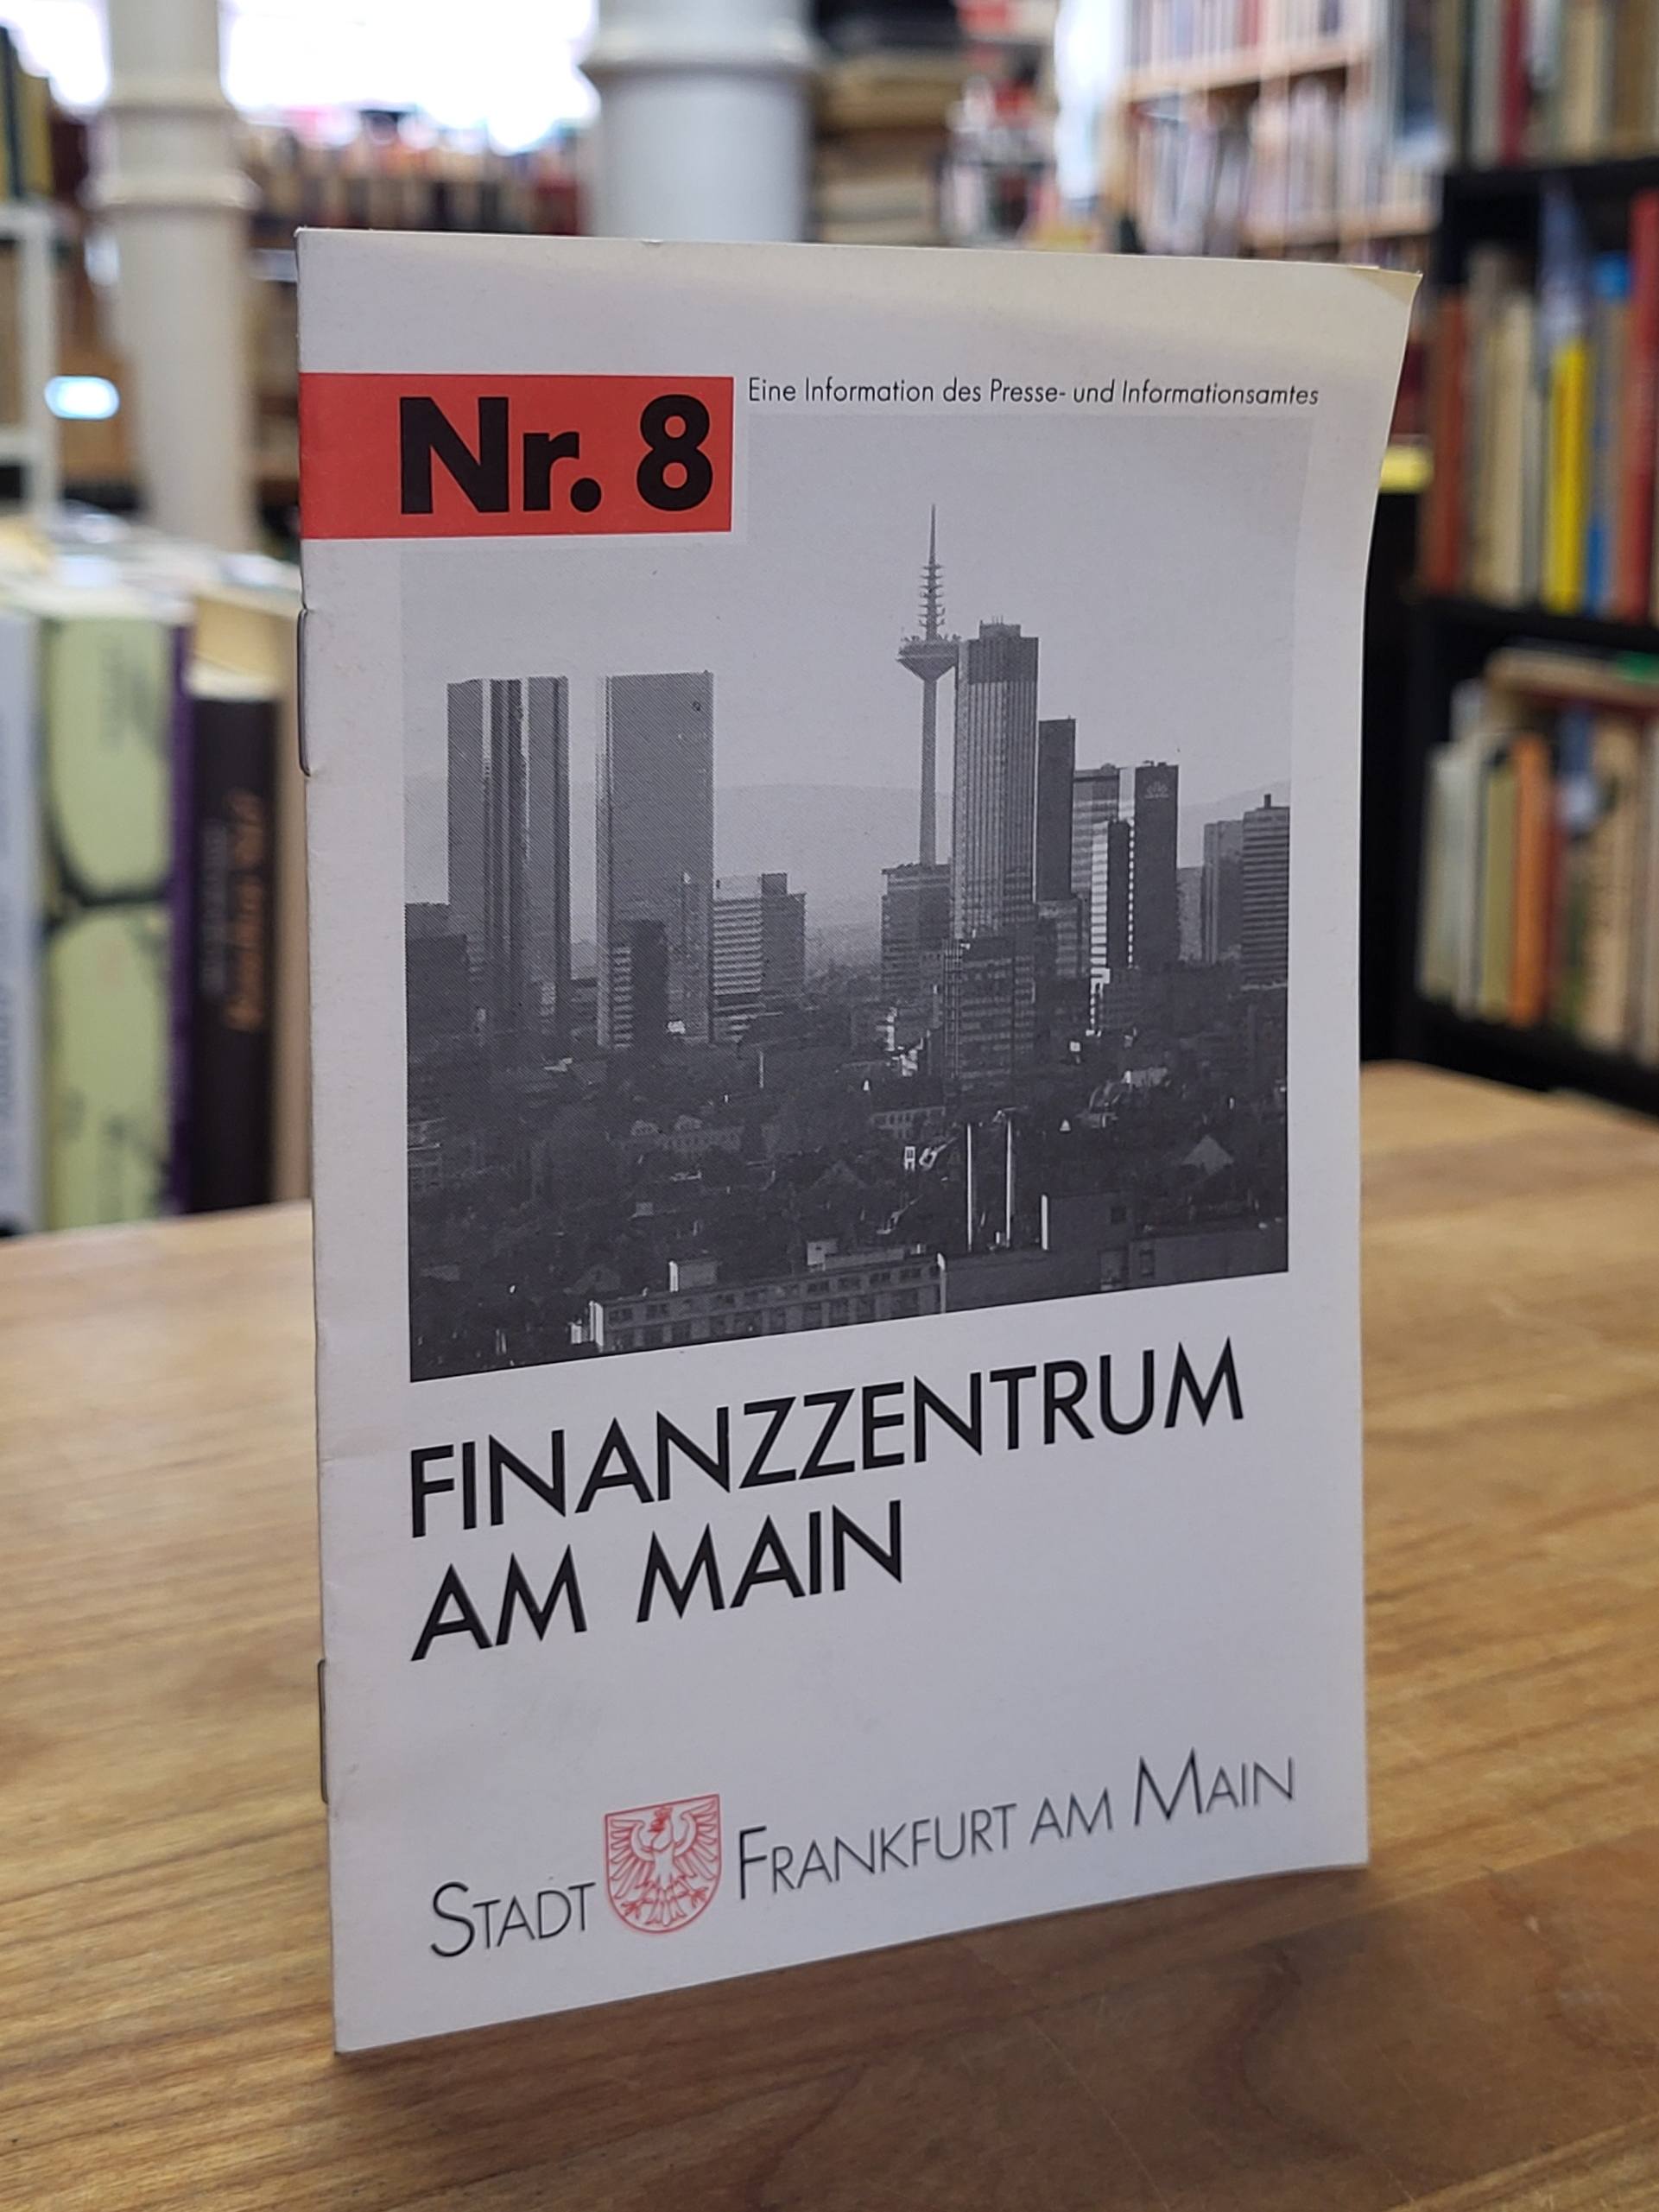 Nr. 8
Eine Information des Presse- und Informationsamtes
FINANZZENTRUM
AM MAIN
STADT FRANKFURT AM MAIN